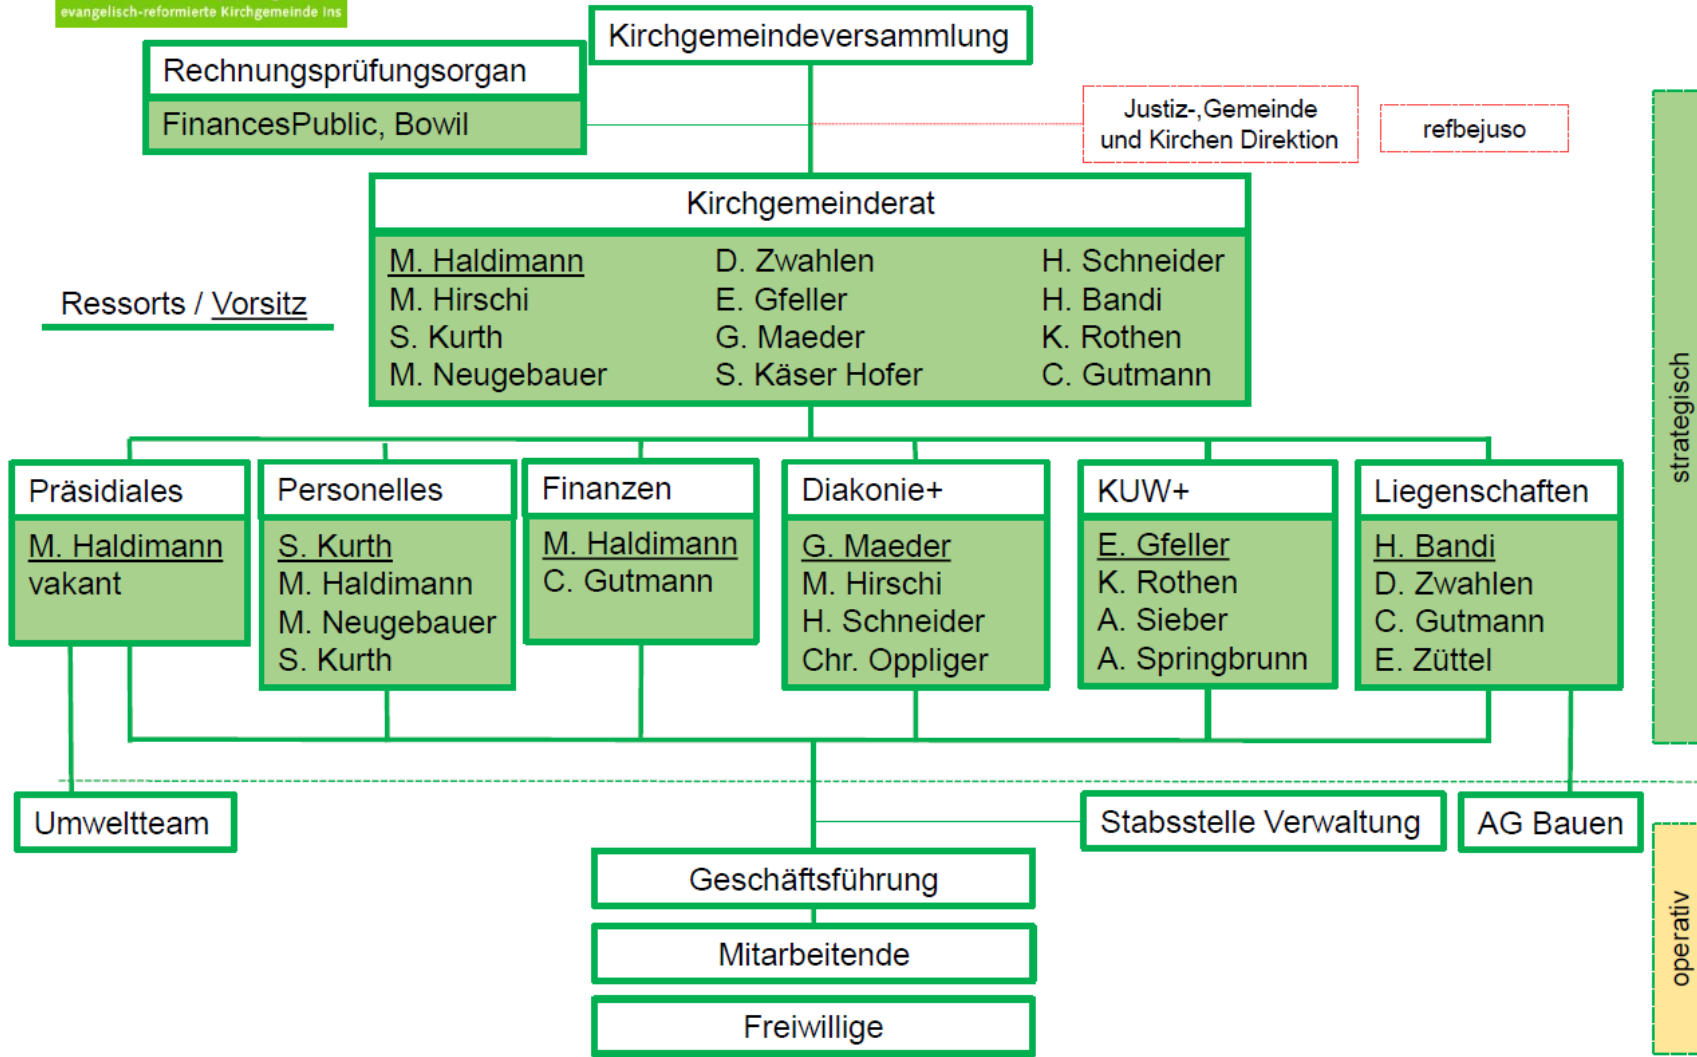 evangelisch-reformierte Kirchgemeinde Ins
Kirchgemeindeversammlung
Rechnungsprüfungsorgan
FinancesPublic, Bowil
Justiz-,Gemeinde
und Kirchen Direktion
refbejuso
Kirchgemeinderat
M. Haldimann
M. Hirschi
S. Kurth
M. Neugebauer
D. Zwahlen
E. Gfeller
G. Maeder
S. Käser Hofer
H. Schneider
H. Bandi
K. Rothen
C. Gutmann
Ressorts / Vorsitz
strategisch
Präsidiales
M. Haldimann
vakant
Personelles
S. Kurth
M. Haldimann
M. Neugebauer
S. Kurth
Finanzen
M. Haldimann
C. Gutmann
Diakonie+
G. Maeder
M. Hirschi
H. Schneider
Chr. Oppliger
KUW+
E. Gfeller
K. Rothen
A. Sieber
A. Springbrunn
Liegenschaften
H. Bandi
D. Zwahlen
C. Gutmann
E. Züttel
Umweltteam
Stabsstelle Verwaltung
AG Bauen
Geschäftsführung
Mitarbeitende
Freiwillige
operativ